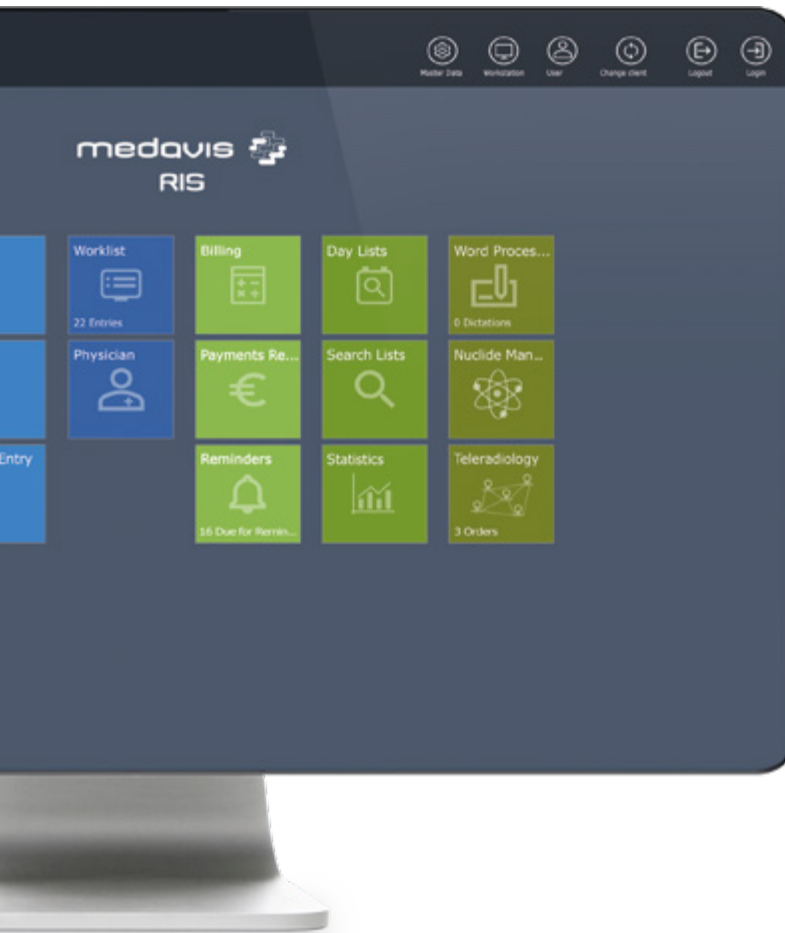 Master Data
Workstation
User
Change client
Logout
Login
medavis
RIS
Worklist
22 Entries
Billing
Day Lists
Word Proces...
0 Dictations
Physician
Payments Re...
Search Lists
Nuclide Man...
Entry
Reminders
16 Due for Remin...
Statistics
Teleradiology
3 Orders